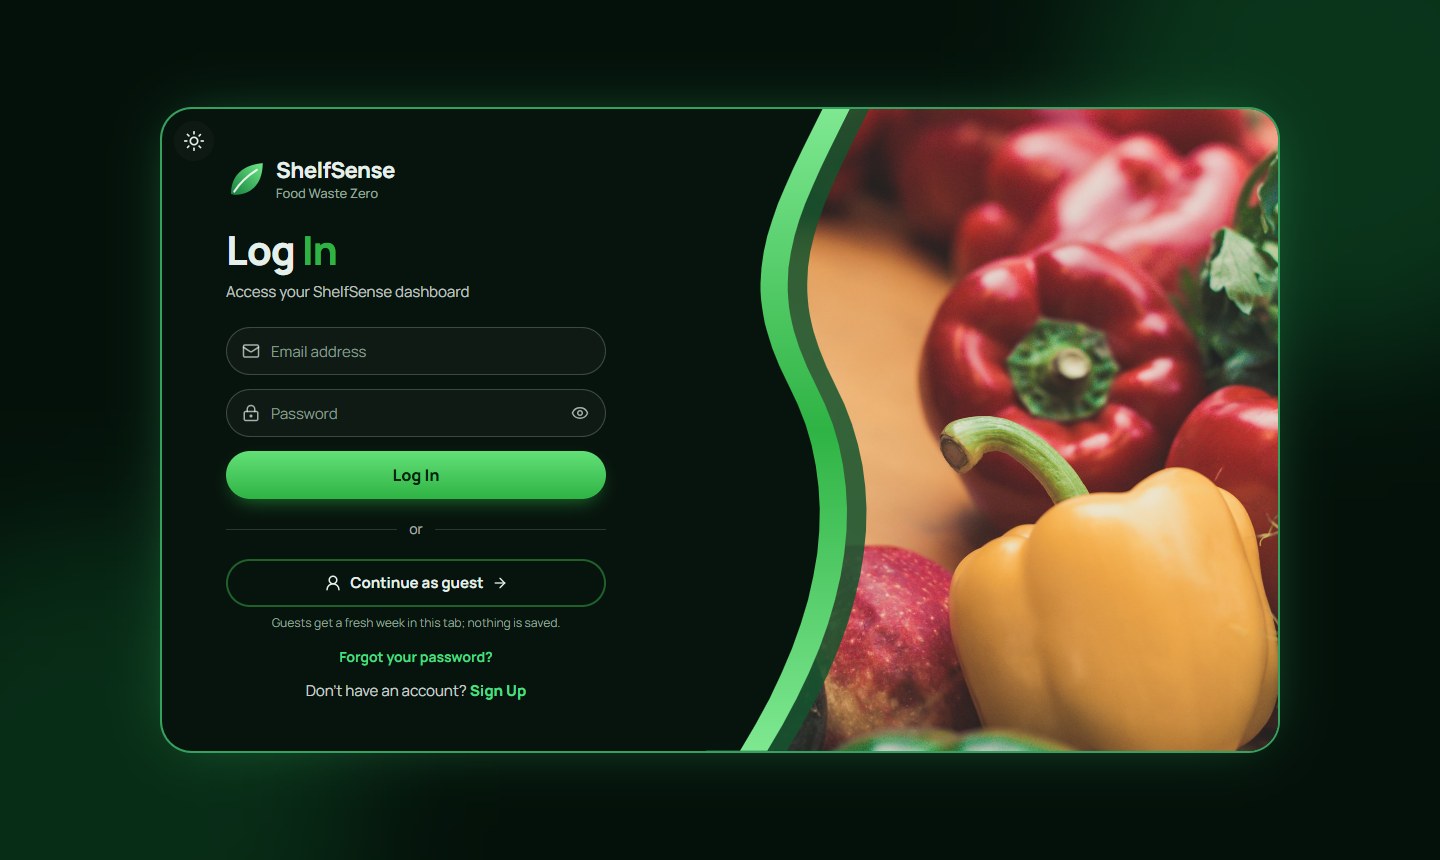 ShelfSense
Food Waste Zero
Log In
Access your ShelfSense dashboard
Email address
Password
Log In
or
Continue as guest →
Guests get a fresh week in this tab; nothing is saved.
Forgot your password?
Don't have an account? Sign Up